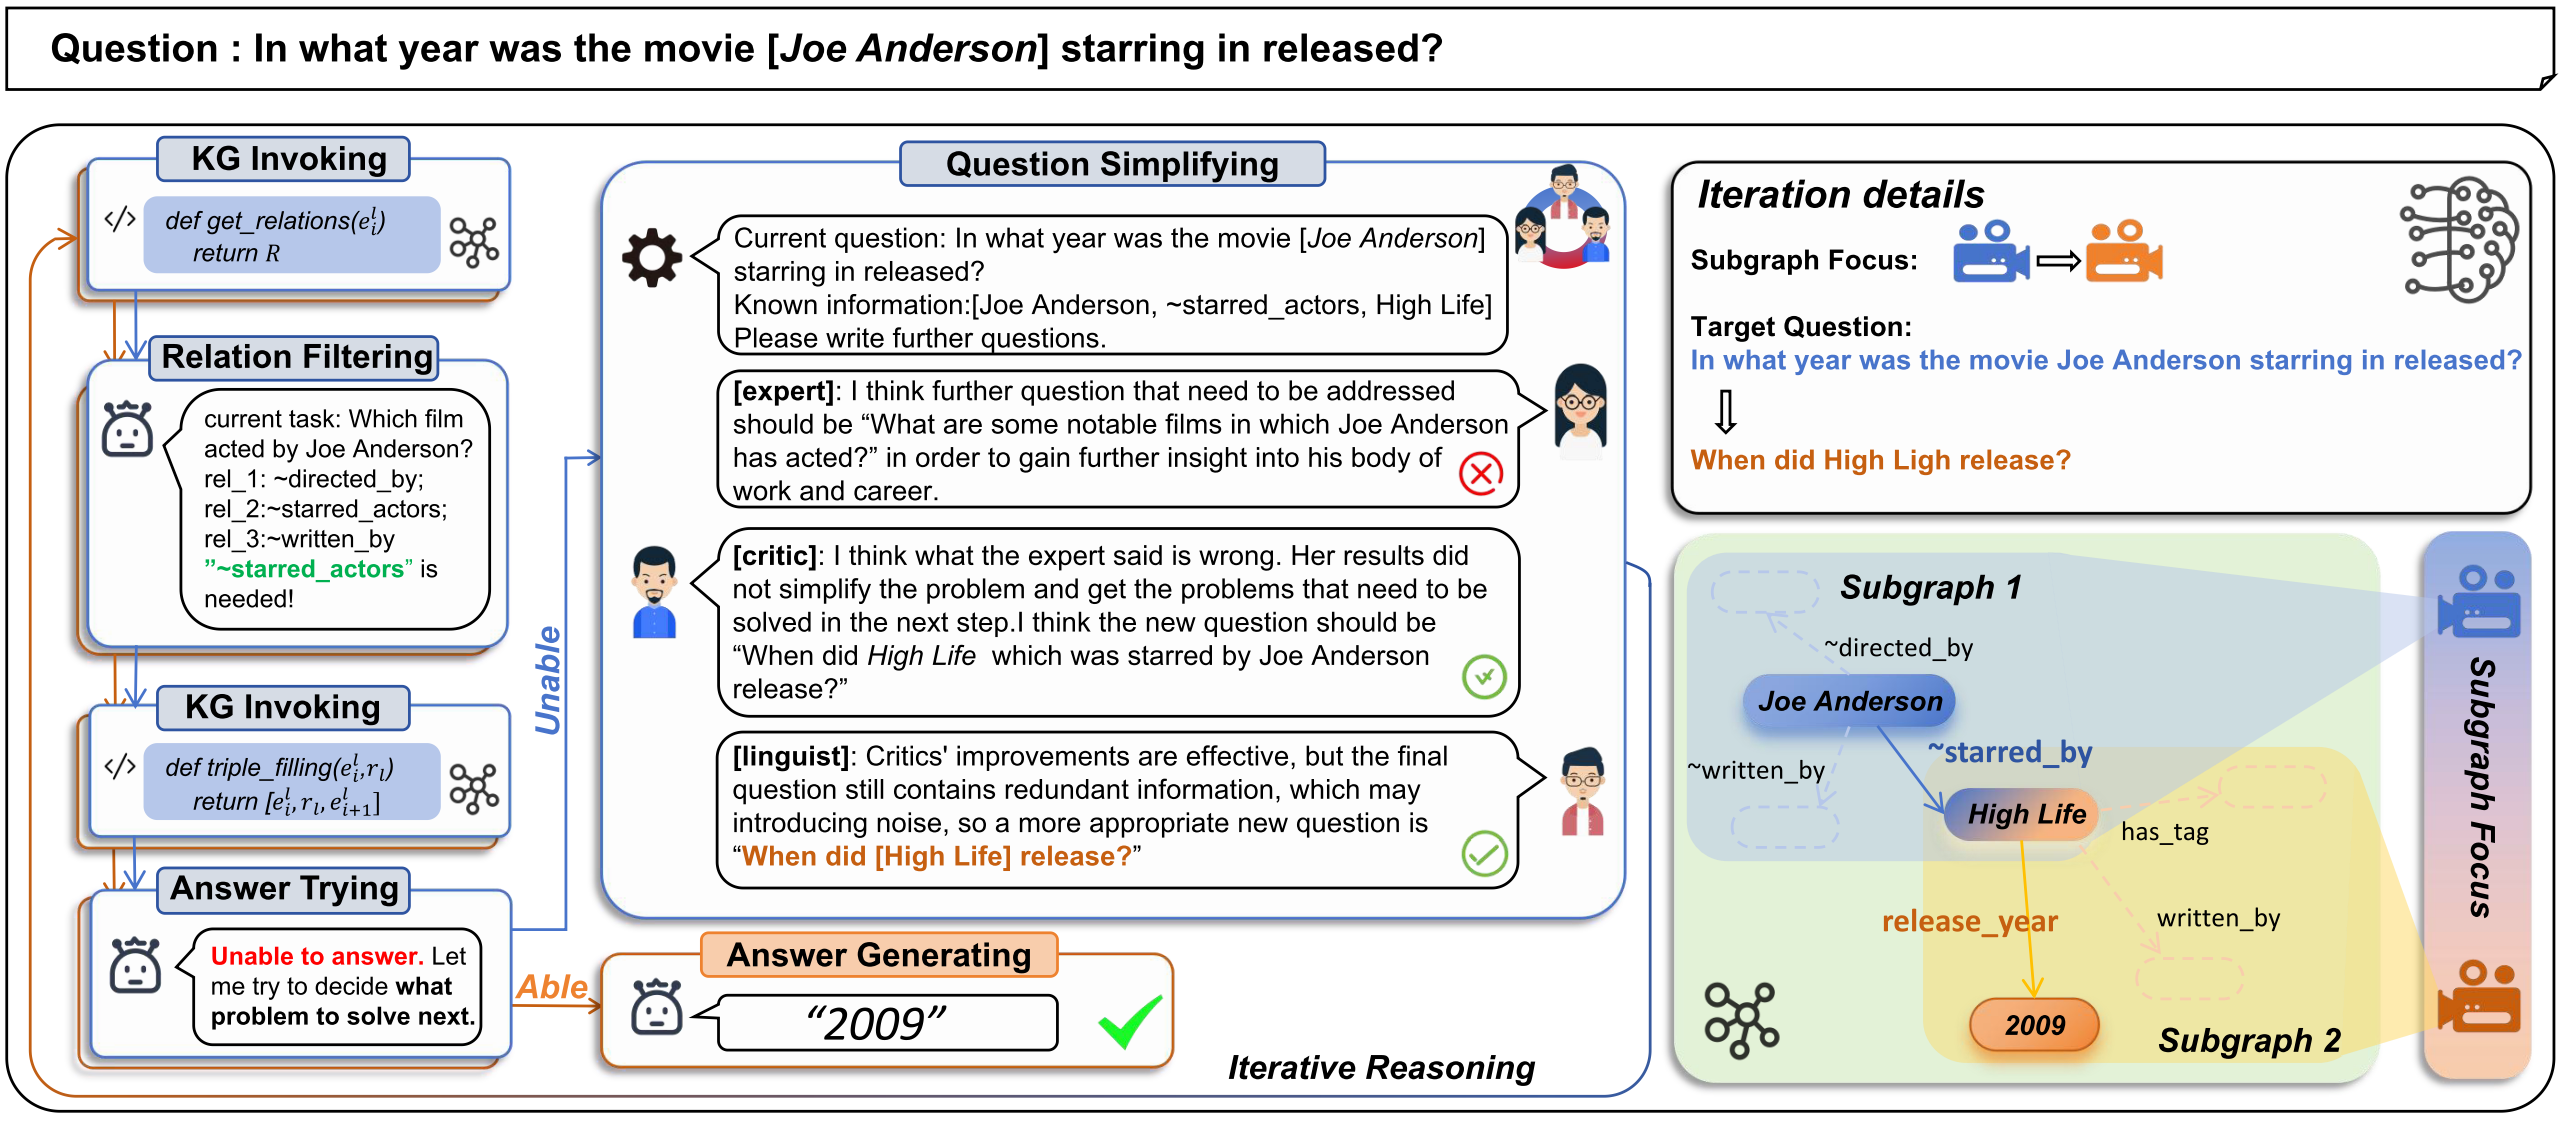 Question : In what year was the movie [Joe Anderson] starring in released?
KG Invoking
</>
def get_relations(e_i^l)
return R
Relation Filtering
current task: Which film
acted by Joe Anderson?
rel_1: ~directed_by;
rel_2:~starred_actors;
rel_3:~written_by
”~starred_actors” is
needed!
KG Invoking
</>
def triple_filling(e_i^l,r_l)
return [e_i^l, r_l, e_{i+1}^l]
Answer Trying
Unable to answer. Let
me try to decide what
problem to solve next.
Unable
Able
Question Simplifying
Current question: In what year was the movie [Joe Anderson]
starring in released?
Known information:[Joe Anderson, ~starred_actors, High Life]
Please write further questions.
[expert]: I think further question that need to be addressed
should be “What are some notable films in which Joe Anderson
has acted?” in order to gain further insight into his body of
work and career.
[critic]: I think what the expert said is wrong. Her results did
not simplify the problem and get the problems that need to be
solved in the next step.I think the new question should be
“When did High Life which was starred by Joe Anderson
release?”
[linguist]: Critics' improvements are effective, but the final
question still contains redundant information, which may
introducing noise, so a more appropriate new question is
“When did [High Life] release?”
Answer Generating
“2009”
Iterative Reasoning
Iteration details
Subgraph Focus:
Target Question:
In what year was the movie Joe Anderson starring in released?
When did High Ligh release?
Subgraph 1
~directed_by
Joe Anderson
~starred_by
~written_by
High Life
has_tag
release_year
written_by
2009
Subgraph 2
Subgraph Focus